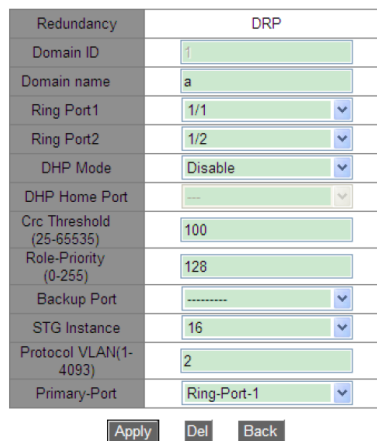 Redundancy DRP
Domain ID 1
Domain name a
Ring Port1 1/1
Ring Port2 1/2
DHP Mode Disable
DHP Home Port ---
Crc Threshold
(25-65535) 100
Role-Priority
(0-255) 128
Backup Port ---------
STG Instance 16
Protocol VLAN(1-
4093) 2
Primary-Port Ring-Port-1
Apply Del Back